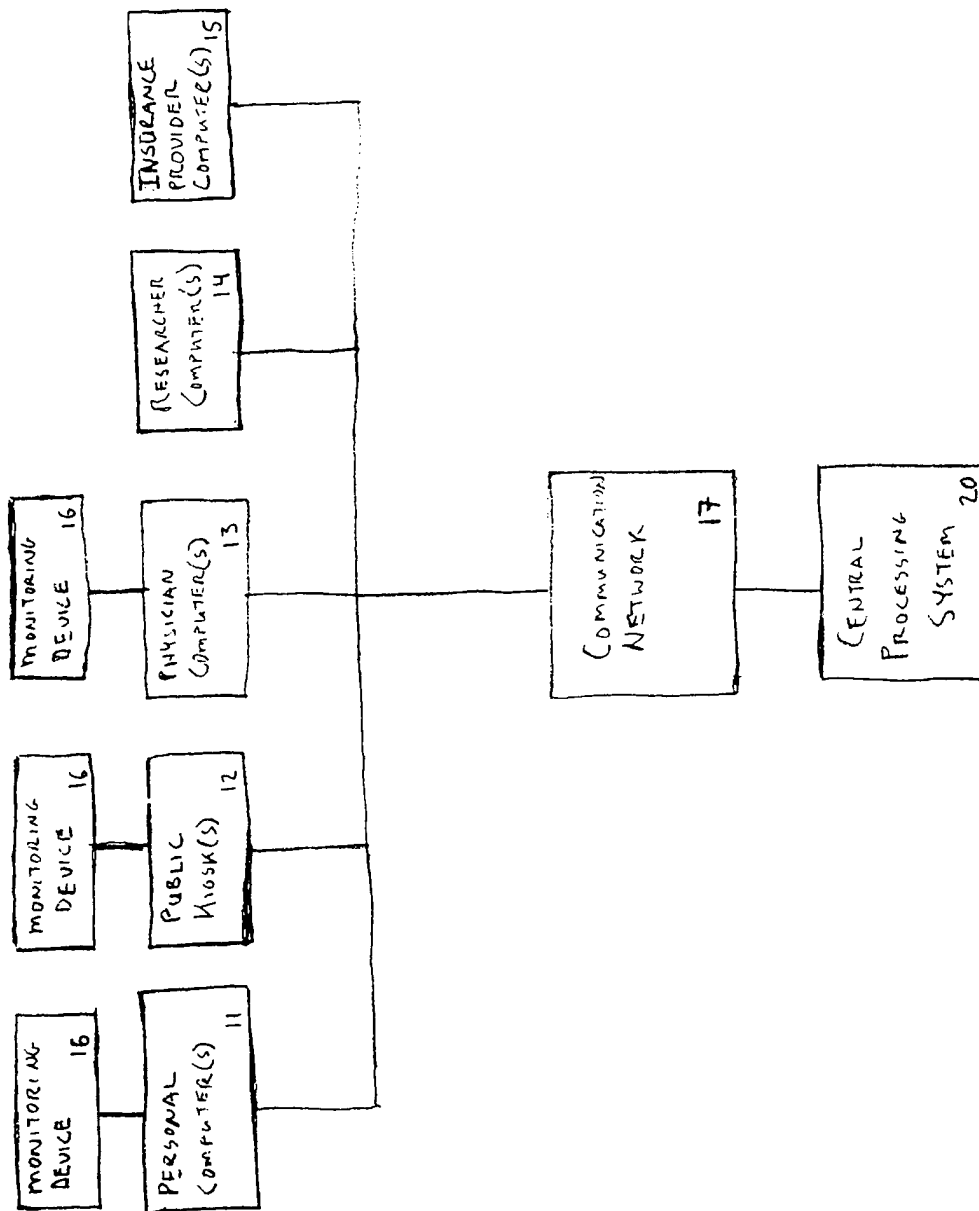 MONITORING
DEVICE
16
MONITORING
DEVICE
16
MONITORING
DEVICE
16
PERSONAL
COMPUTER(S)
11
PUBLIC
KIOSK(S)
12
PHYSICIAN
COMPUTER(S)
13
RESEARCHER
COMPUTER(S)
14
INSURANCE
PROVIDER
COMPUTER(S)
15
COMMUNICATION
NETWORK
17
CENTRAL
PROCESSING
SYSTEM
20